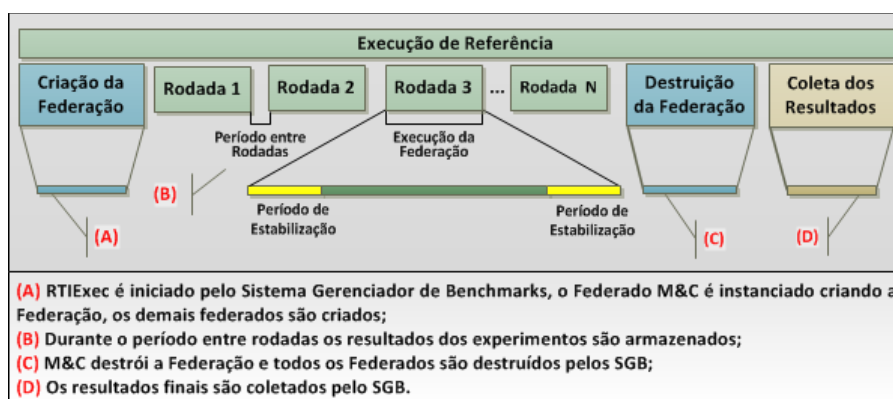 Execução de Referência
Criação da
Federação
Rodada 1
Rodada 2
Rodada 3
...
Rodada N
Destruição
da Federação
Coleta dos
Resultados
Período entre
Rodadas
Execução da
Federação
(B)
Período de
Estabilização
Período de
Estabilização
(A)
(C)
(D)
(A) RTIExec é iniciado pelo Sistema Gerenciador de Benchmarks, o Federado M&C é instanciado criando a
Federação, os demais federados são criados;
(B) Durante o período entre rodadas os resultados dos experimentos são armazenados;
(C) M&C destrói a Federação e todos os Federados são destruídos pelos SGB;
(D) Os resultados finais são coletados pelo SGB.